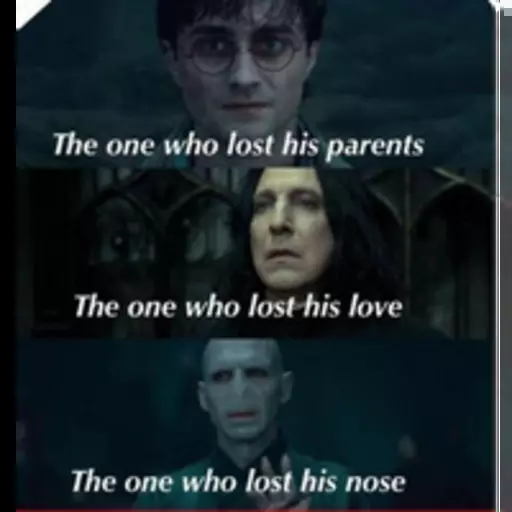 The one who lost his parents
The one who lost his love
The one who lost his nose